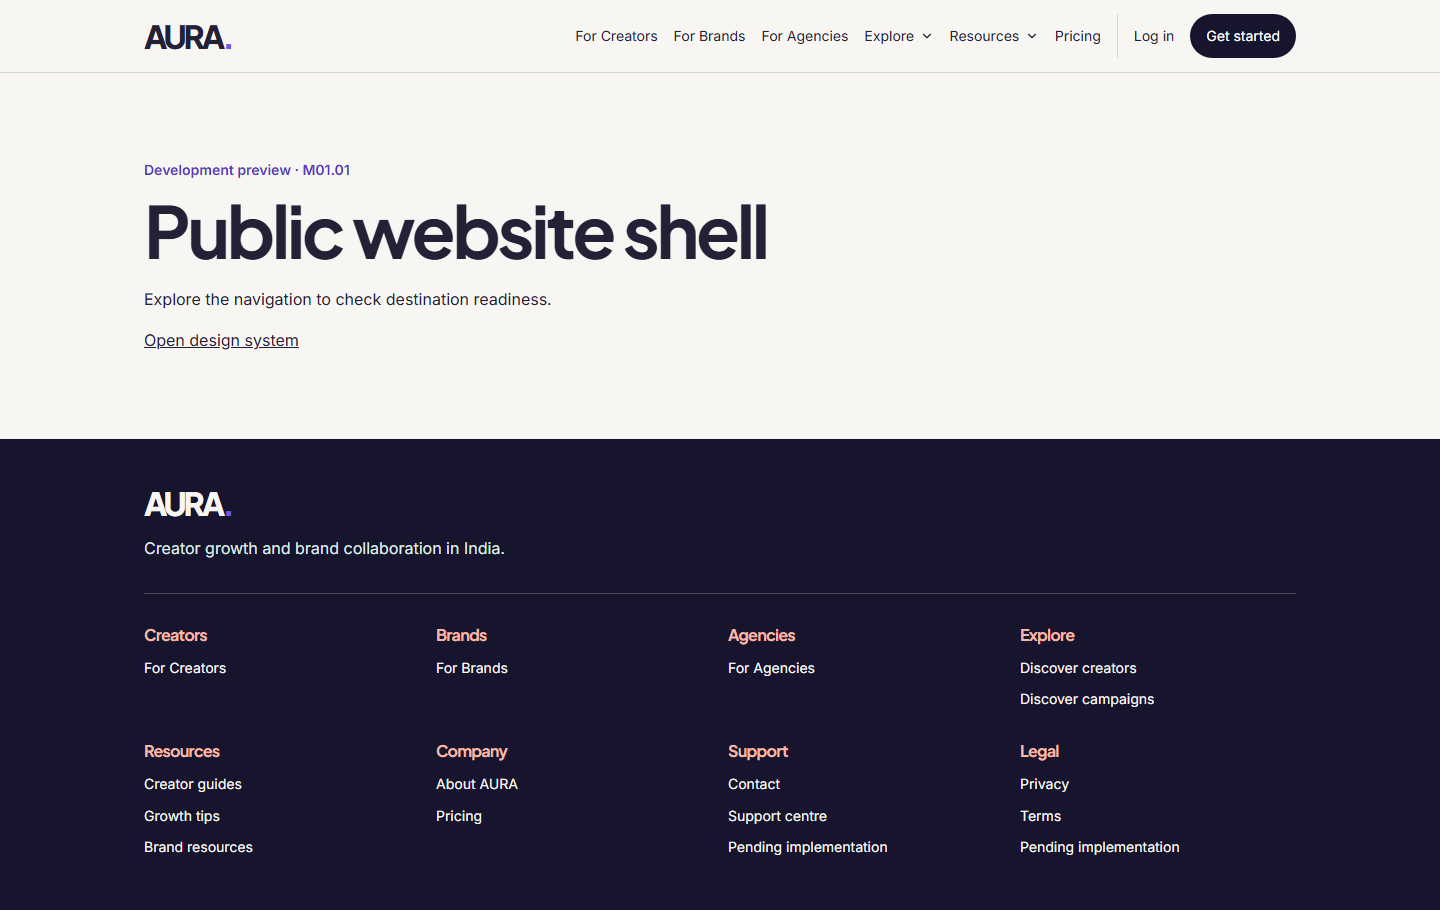 AURA.
For Creators For Brands For Agencies Explore Resources Pricing Log in Get started
Development preview · M01.01
Public website shell
Explore the navigation to check destination readiness.
Open design system
AURA.
Creator growth and brand collaboration in India.
Creators
For Creators
Brands
For Brands
Agencies
For Agencies
Explore
Discover creators
Discover campaigns
Resources
Creator guides
Growth tips
Brand resources
Company
About AURA
Pricing
Support
Contact
Support centre
Pending implementation
Legal
Privacy
Terms
Pending implementation